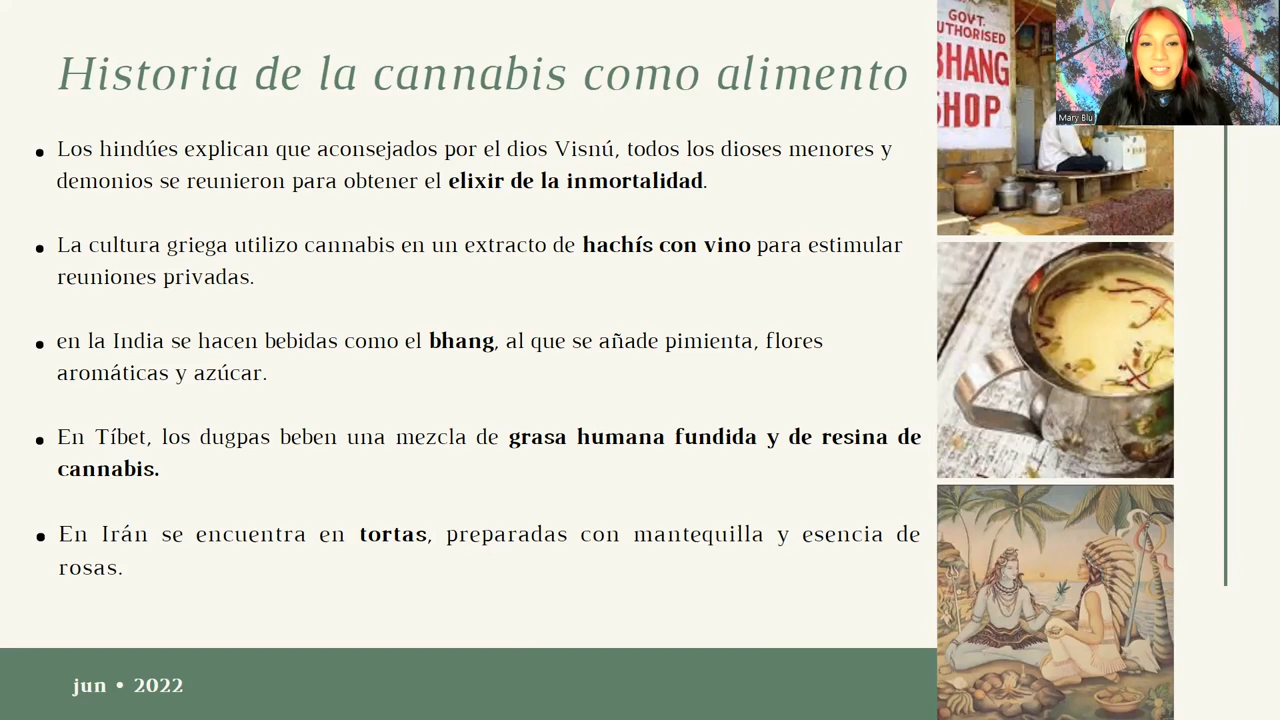 Historia de la cannabis como alimento
Los hindúes explican que aconsejados por el dios Visnú, todos los dioses menores y
demonios se reunieron para obtener el elixir de la inmortalidad.
La cultura griega utilizo cannabis en un extracto de hachís con vino para estimular
reuniones privadas.
en la India se hacen bebidas como el bhang, al que se añade pimienta, flores
aromáticas y azúcar.
En Tíbet, los dugpas beben una mezcla de grasa humana fundida y de resina de
cannabis.
En Irán se encuentra en tortas, preparadas con mantequilla y esencia de
rosas.
jun • 2022
GOVT.
UTHORISED
BHANG
SHOP
Mary Blu